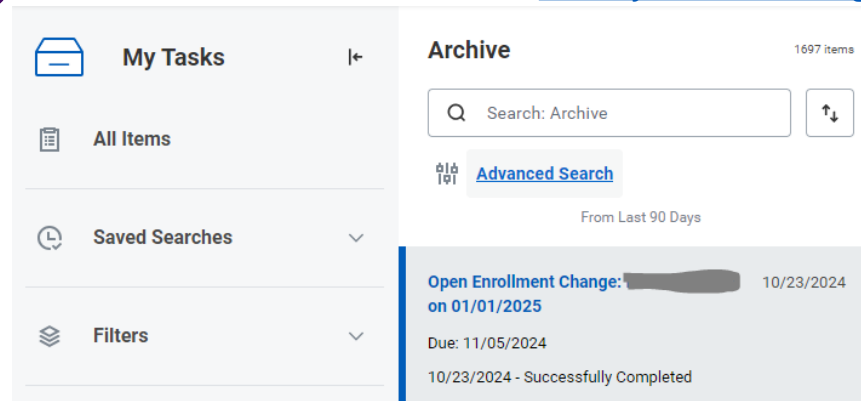 My Tasks
All Items
Saved Searches
Filters
Archive
1697 items
Search: Archive
Advanced Search
From Last 90 Days
Open Enrollment Change: 10/23/2024
on 01/01/2025
Due: 11/05/2024
10/23/2024 - Successfully Completed